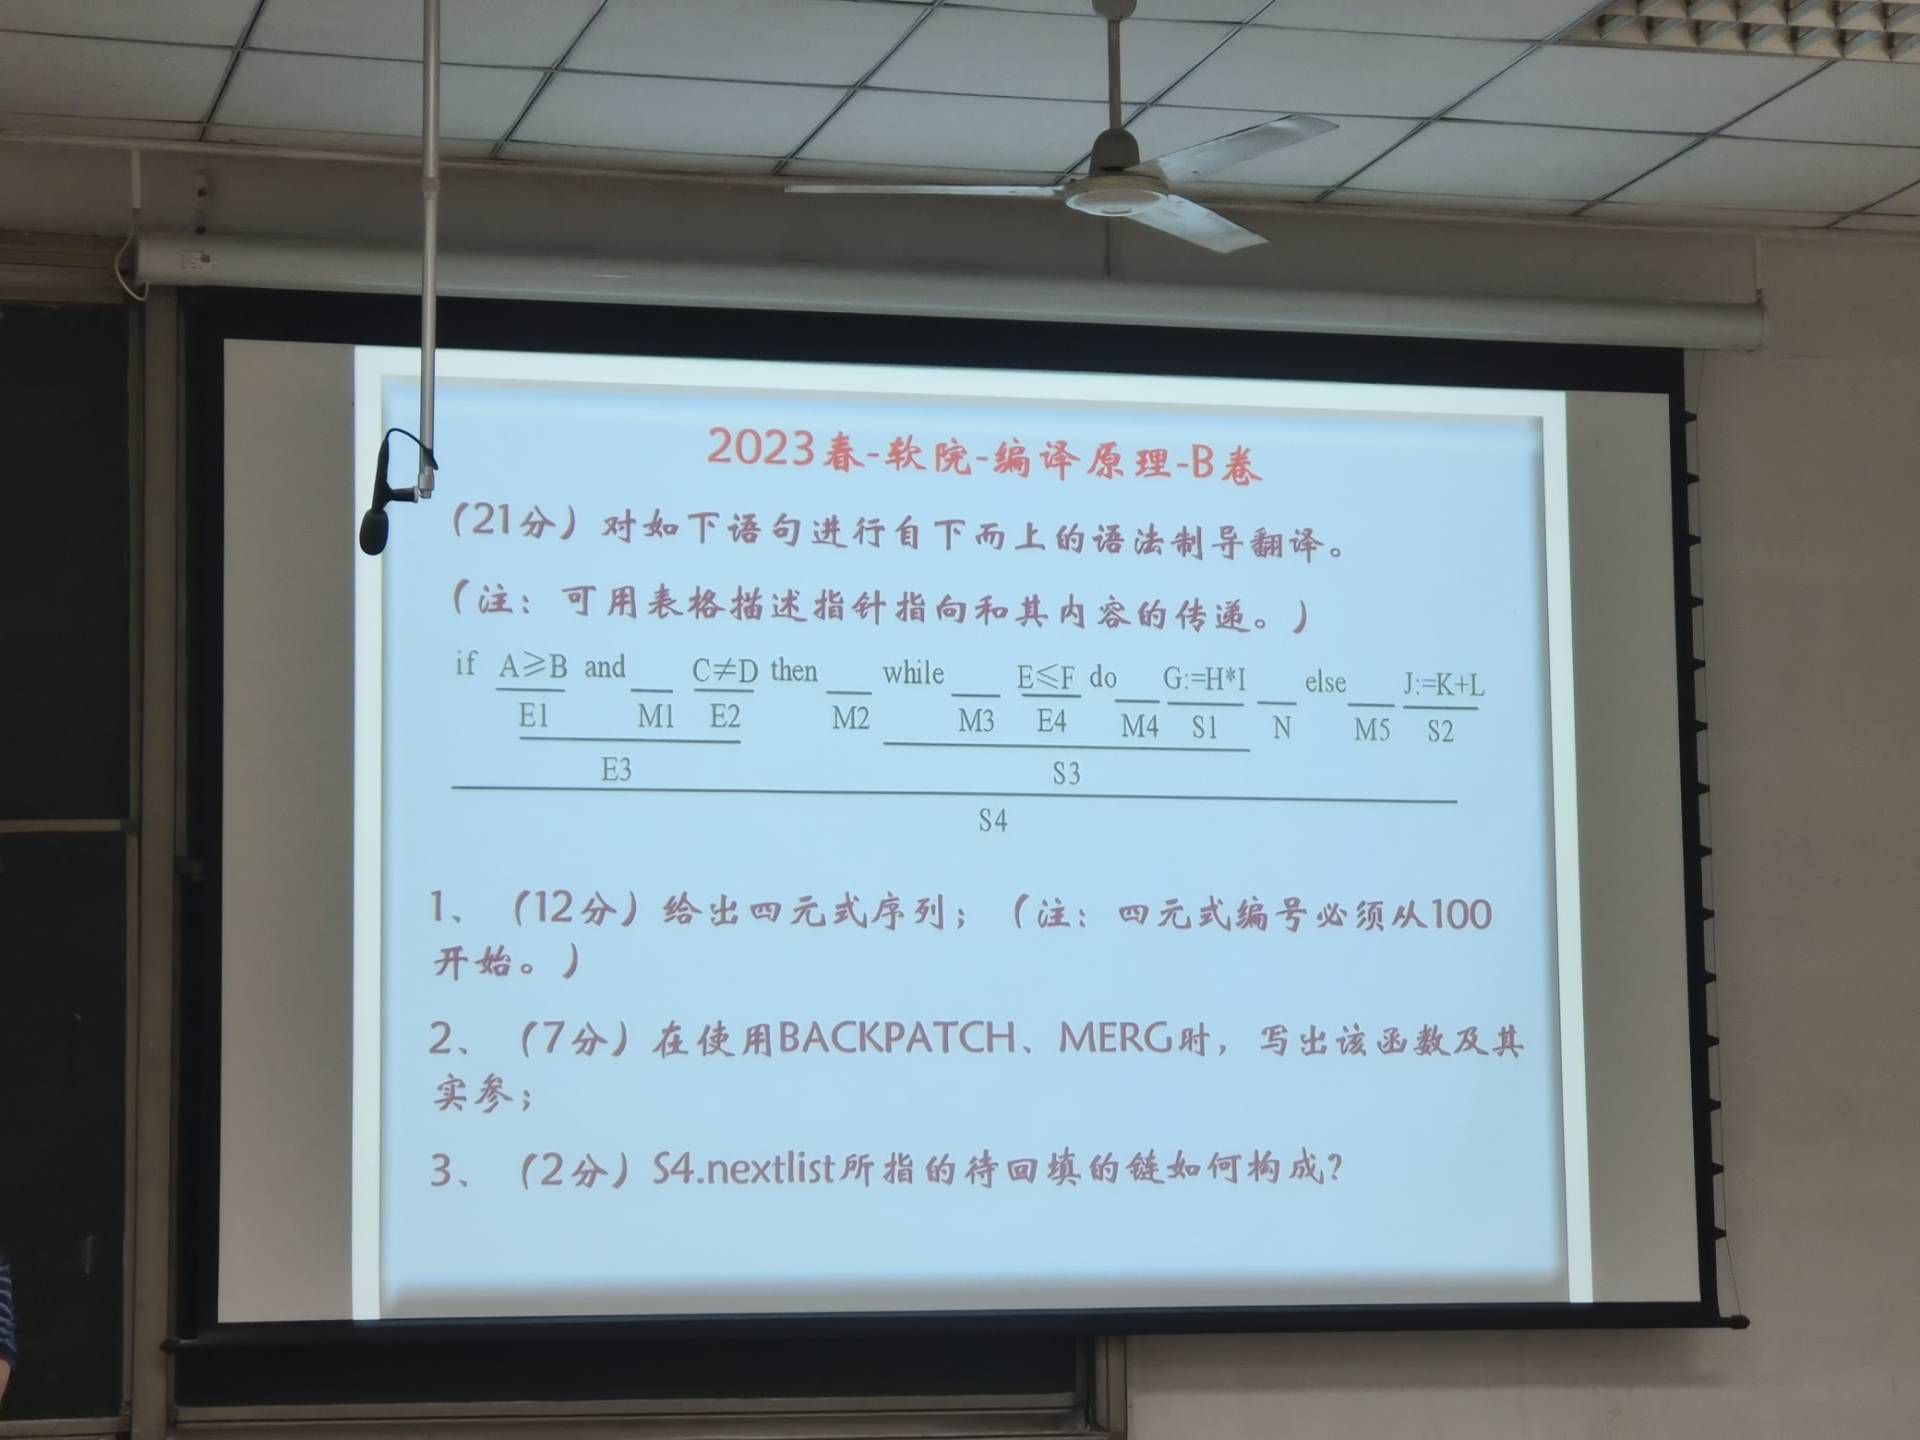 2023春-软院-编译原理-B卷
（21分）对如下语句进行自下而上的语法制导翻译。
（注：可用表格描述指针指向和其内容的传递。）
if A≥B and __ C≠D then __ while __ E≤F do __ G:=H*I __ else __ J:=K+L
E1 M1 E2 M2 M3 E4 M4 S1 N M5 S2
E3 S3
S4
1、（12分）给出四元式序列；（注：四元式编号必须从100
开始。）
2、（7分）在使用BACKPATCH、MERG时，写出该函数及其
实参；
3、（2分）S4.nextlist所指的待回填的链如何构成？